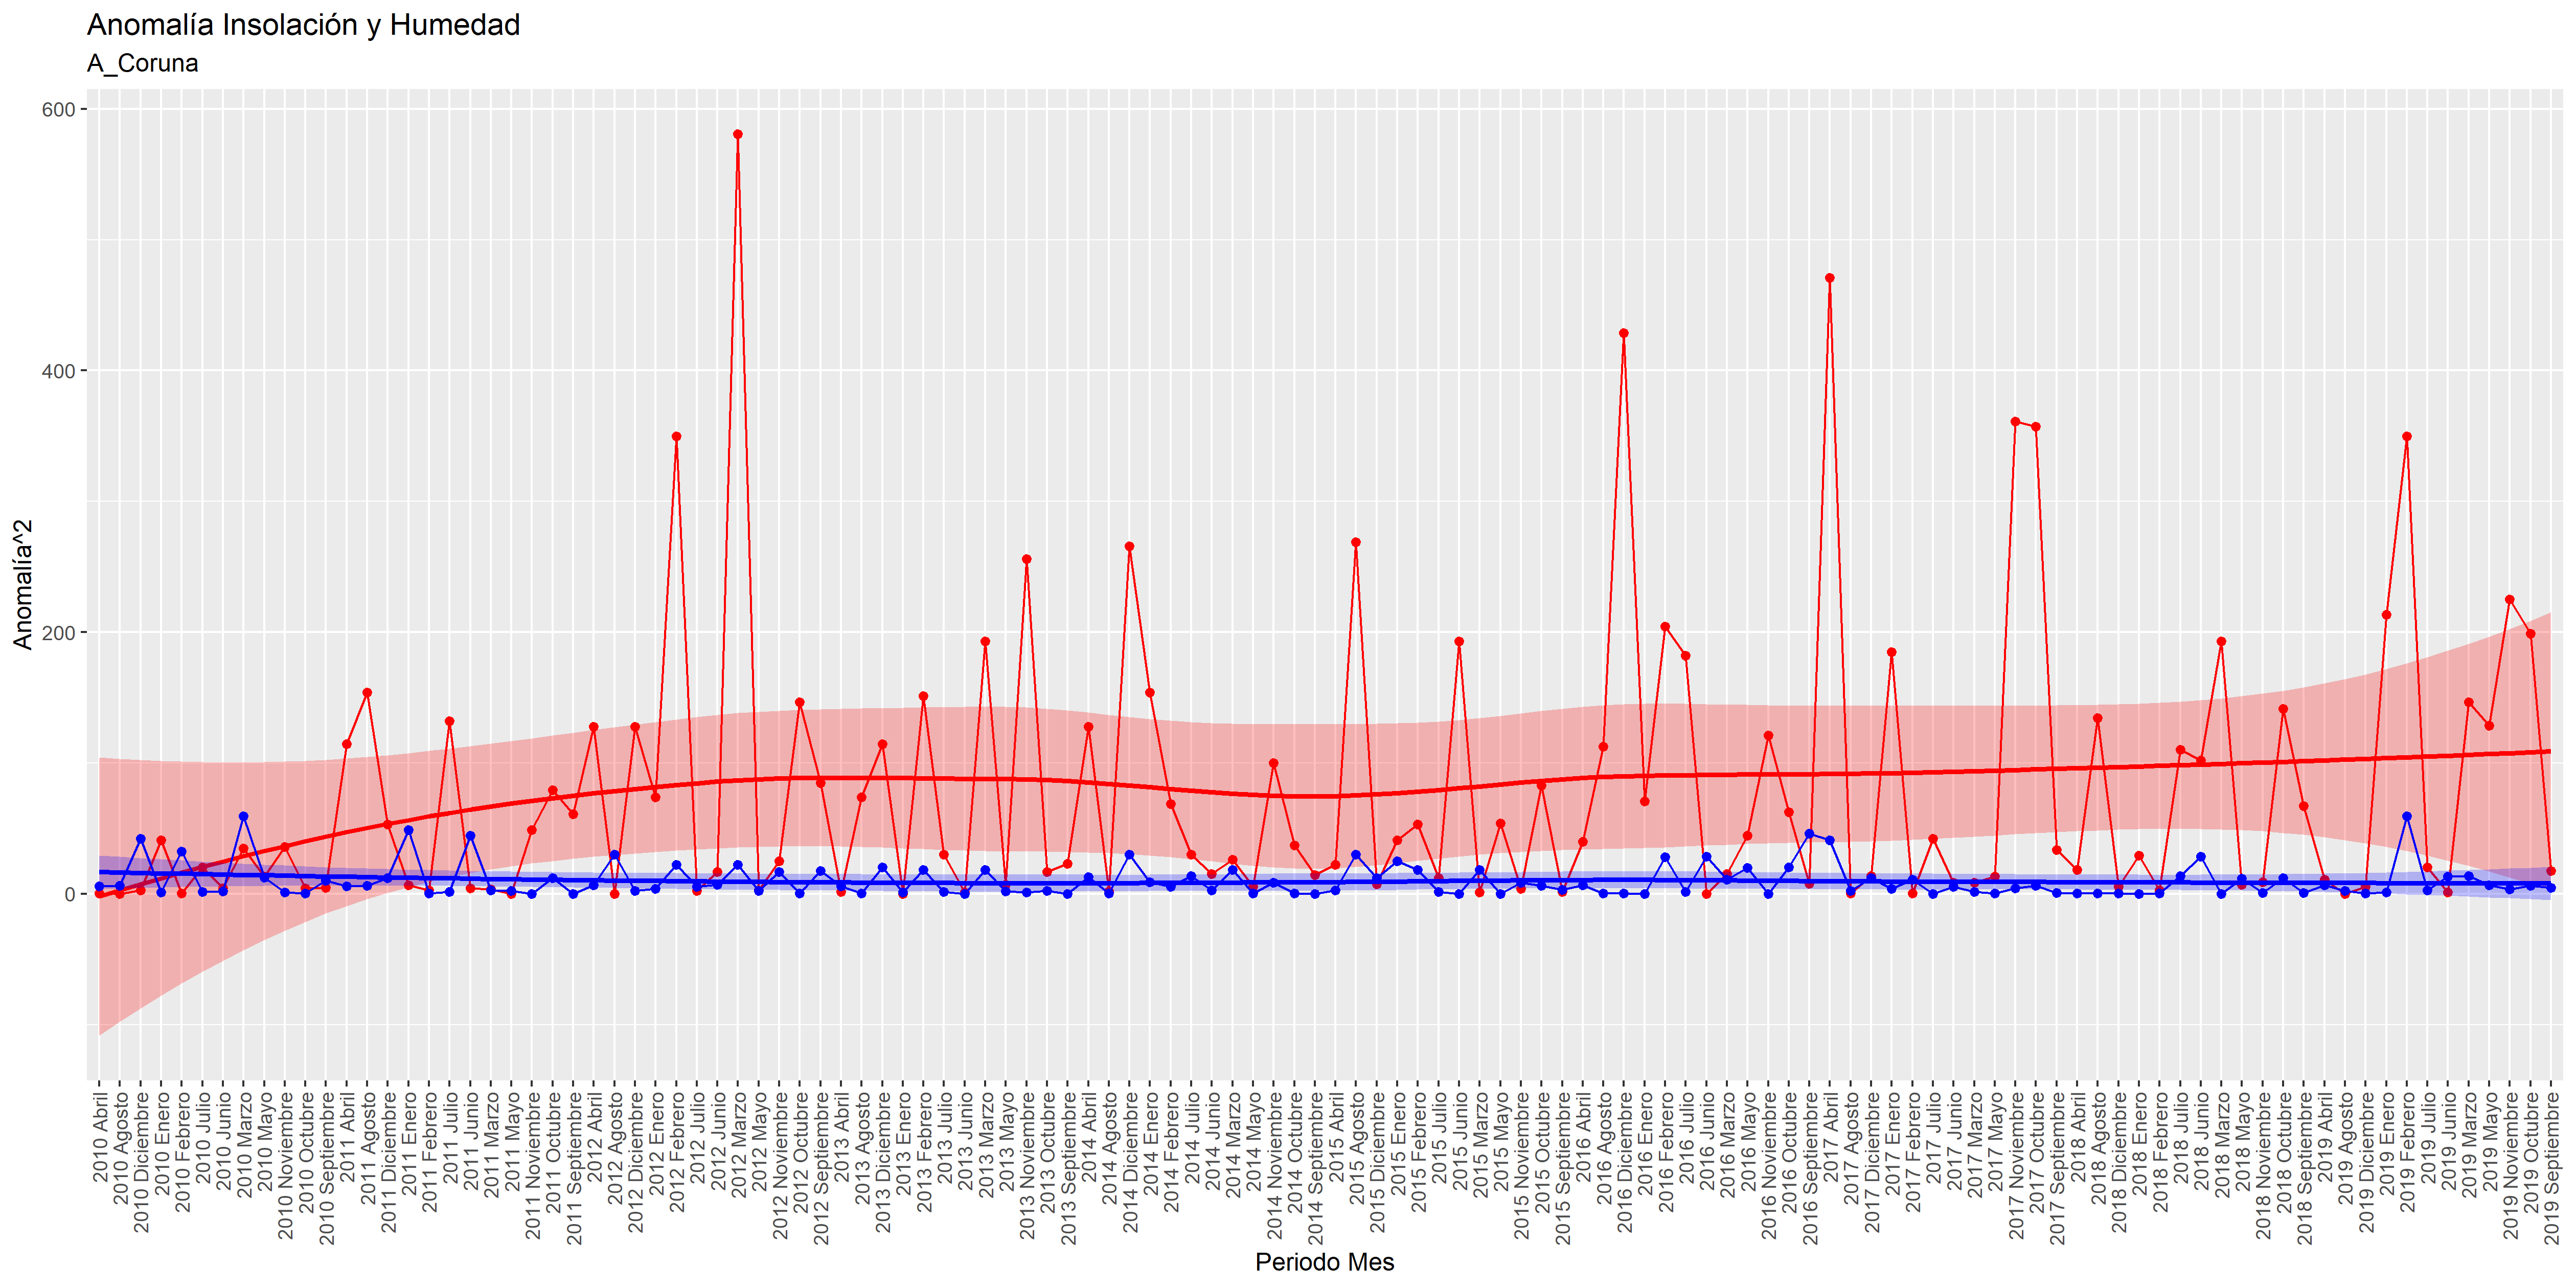 Anomalía Insolación y Humedad
A_Coruna
600
400
200
0
Anomalía^2
2010 Abril
2010 Agosto
2010 Diciembre
2010 Enero
2010 Febrero
2010 Julio
2010 Junio
2010 Marzo
2010 Mayo
2010 Noviembre
2010 Octubre
2010 Septiembre
2011 Abril
2011 Agosto
2011 Diciembre
2011 Enero
2011 Febrero
2011 Julio
2011 Junio
2011 Marzo
2011 Mayo
2011 Noviembre
2011 Octubre
2011 Septiembre
2012 Abril
2012 Agosto
2012 Diciembre
2012 Enero
2012 Febrero
2012 Julio
2012 Junio
2012 Marzo
2012 Mayo
2012 Noviembre
2012 Octubre
2012 Septiembre
2013 Abril
2013 Agosto
2013 Diciembre
2013 Enero
2013 Febrero
2013 Julio
2013 Junio
2013 Marzo
2013 Mayo
2013 Noviembre
2013 Octubre
2013 Septiembre
2014 Abril
2014 Agosto
2014 Diciembre
2014 Enero
2014 Febrero
2014 Julio
2014 Junio
2014 Marzo
2014 Mayo
2014 Noviembre
2014 Octubre
2014 Septiembre
2015 Abril
2015 Agosto
2015 Diciembre
2015 Enero
2015 Febrero
2015 Julio
2015 Junio
2015 Marzo
2015 Mayo
2015 Noviembre
2015 Octubre
2015 Septiembre
2016 Abril
2016 Agosto
2016 Diciembre
2016 Enero
2016 Febrero
2016 Julio
2016 Junio
2016 Marzo
2016 Mayo
2016 Noviembre
2016 Octubre
2016 Septiembre
2017 Abril
2017 Agosto
2017 Diciembre
2017 Enero
2017 Febrero
2017 Julio
2017 Junio
2017 Marzo
2017 Mayo
2017 Noviembre
2017 Octubre
2017 Septiembre
2018 Abril
2018 Agosto
2018 Diciembre
2018 Enero
2018 Febrero
2018 Julio
2018 Junio
2018 Marzo
2018 Mayo
2018 Noviembre
2018 Octubre
2018 Septiembre
2019 Abril
2019 Agosto
2019 Diciembre
2019 Enero
2019 Febrero
2019 Julio
2019 Junio
2019 Marzo
2019 Mayo
2019 Noviembre
2019 Octubre
2019 Septiembre
Periodo Mes